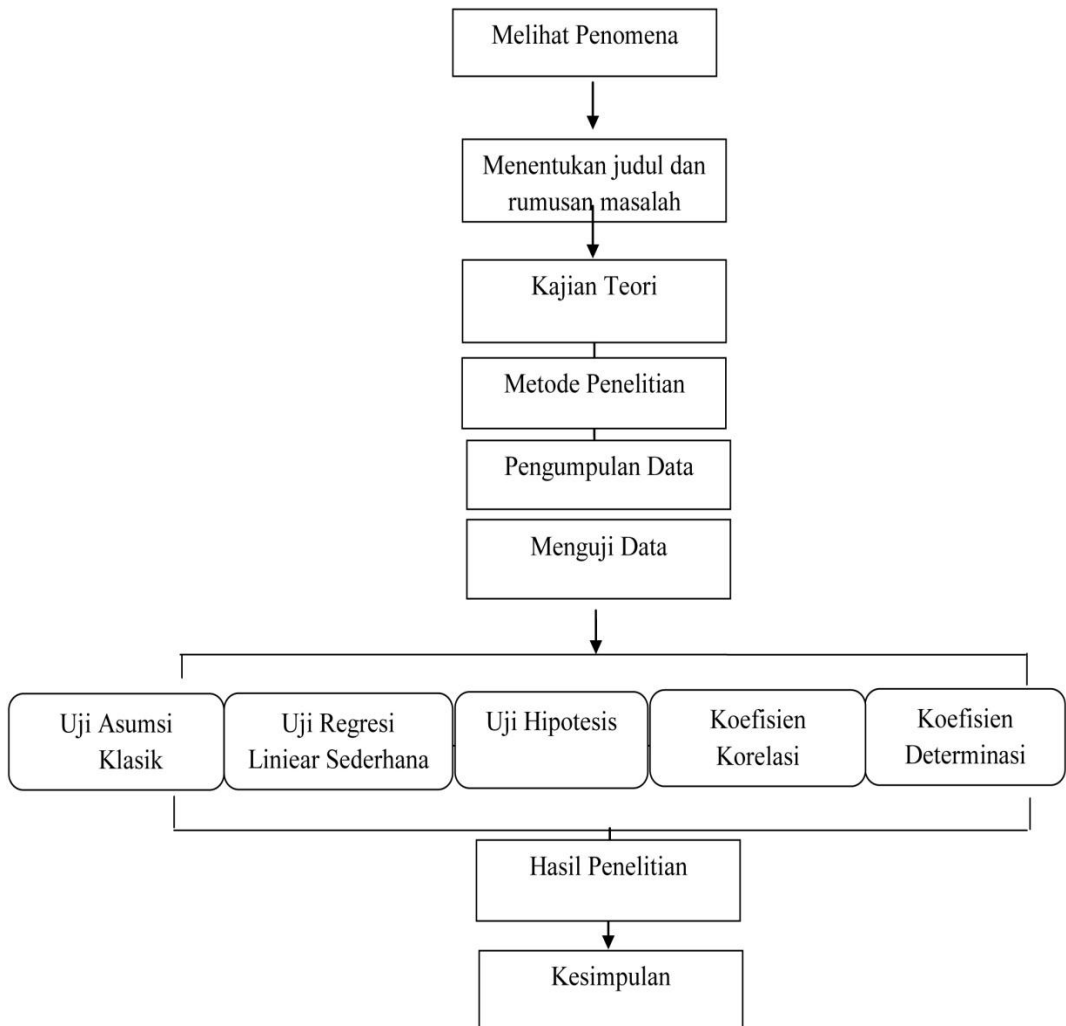 Melihat Penomena
Menentukan judul dan
rumusan masalah
Kajian Teori
Metode Penelitian
Pengumpulan Data
Menguji Data
Uji Asumsi
Klasik
Uji Regresi
Liniear Sederhana
Uji Hipotesis
Koefisien
Korelasi
Koefisien
Determinasi
Hasil Penelitian
Kesimpulan